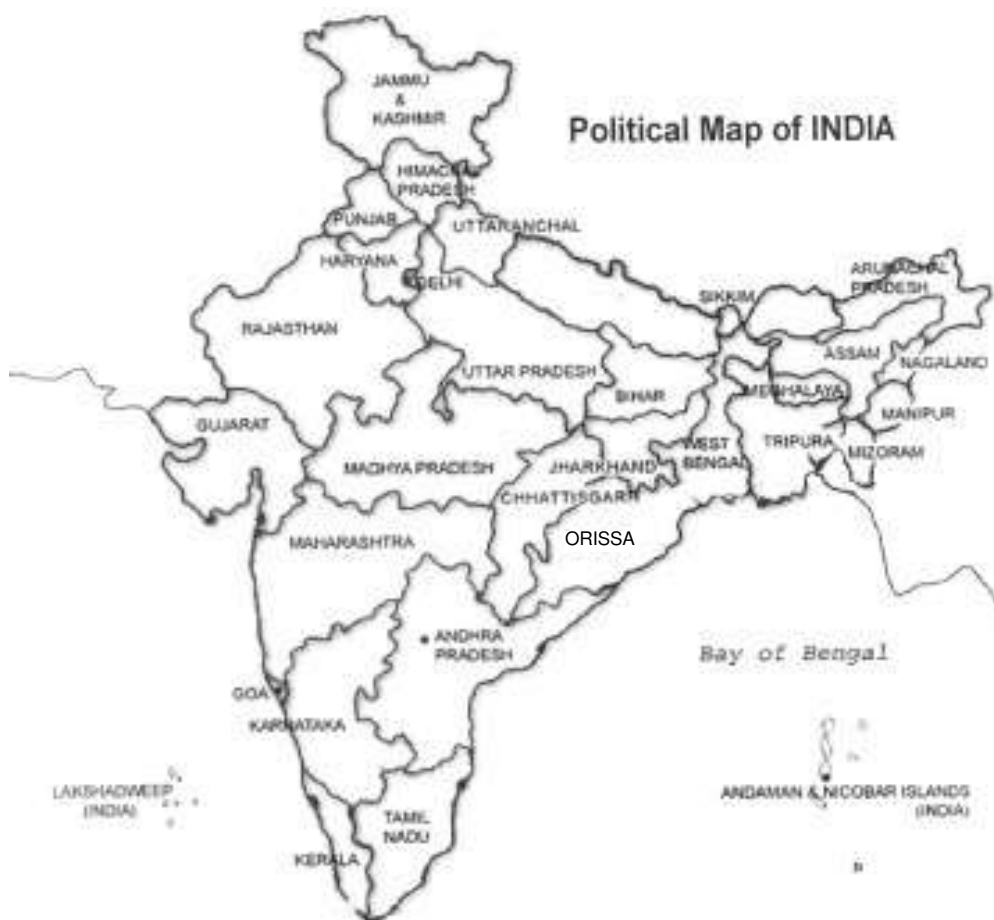 Political Map of INDIA
JAMMU
&
KASHMIR
HIMACHAL
PRADESH
PUNJAB
UTTARANCHAL
HARYANA
DELHI
ARUNACHAL
PRADESH
SIKKIM
RAJASTHAN
ASSAM
NAGALAND
UTTAR PRADESH
BIHAR
MEGHALAYA
MANIPUR
GUJARAT
TRIPURA
MIZORAM
WEST
BENGAL
MADHYA PRADESH
JHARKHAND
CHHATTISGARH
ORISSA
MAHARASHTRA
ANDHRA
PRADESH
Bay of Bengal
GOA
KARNATAKA
LAKSHADWEEP
(INDIA)
ANDAMAN & NICOBAR ISLANDS
(INDIA)
TAMIL
NADU
KERALA